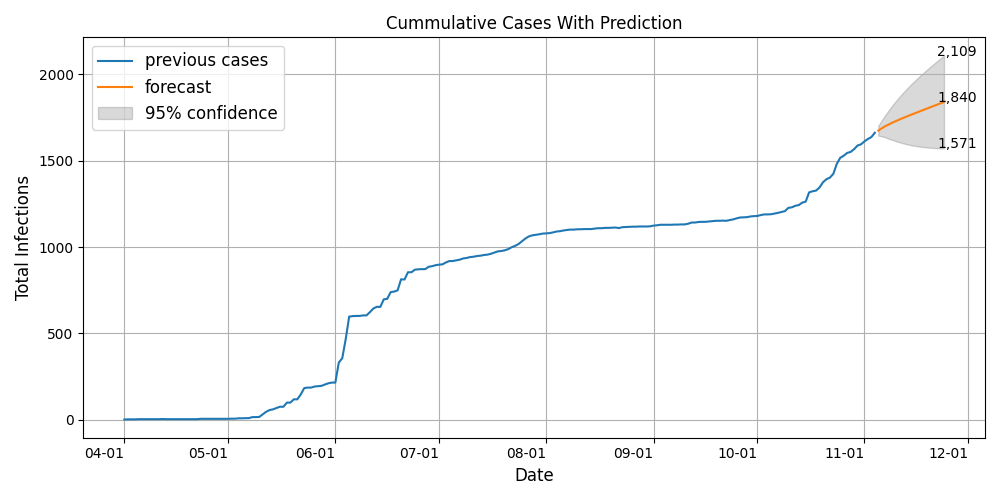 Cummulative Cases With Prediction
previous cases
forecast
95% confidence
2,109
1,840
1,571
2000
1500
1000
500
0
Total Infections
04-01 05-01 06-01 07-01 08-01 09-01 10-01 11-01 12-01
Date